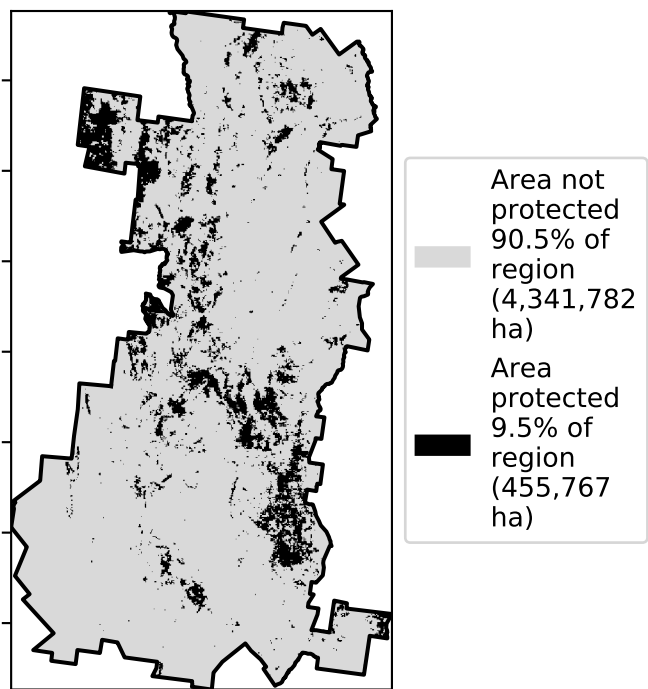 Area not
protected
90.5% of
region
(4,341,782
ha)
Area
protected
9.5% of
region
(455,767
ha)